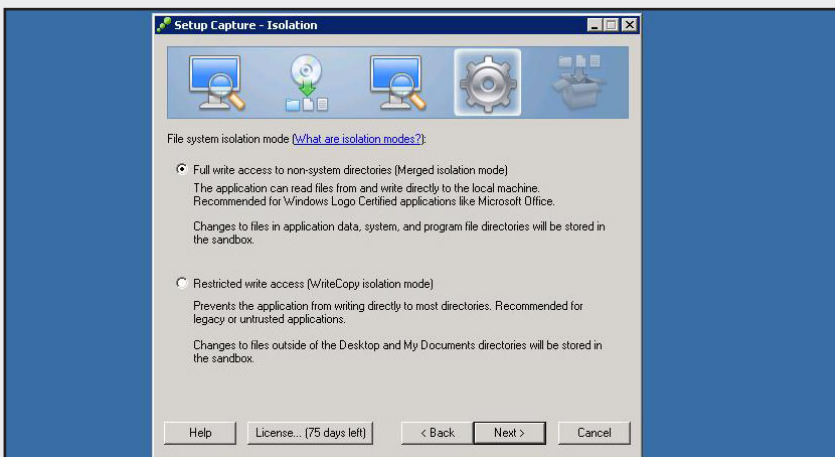 Setup Capture - Isolation
File system isolation mode (What are isolation modes?):
Full write access to non-system directories (Merged isolation mode)
The application can read files from and write directly to the local machine.
Recommended for Windows Logo Certified applications like Microsoft Office.
Changes to files in application data, system, and program file directories will be stored in
the sandbox.
Restricted write access (WriteCopy isolation mode)
Prevents the application from writing directly to most directories. Recommended for
legacy or untrusted applications.
Changes to files outside of the Desktop and My Documents directories will be stored in
the sandbox.
Help License... (75 days left) < Back Next > Cancel